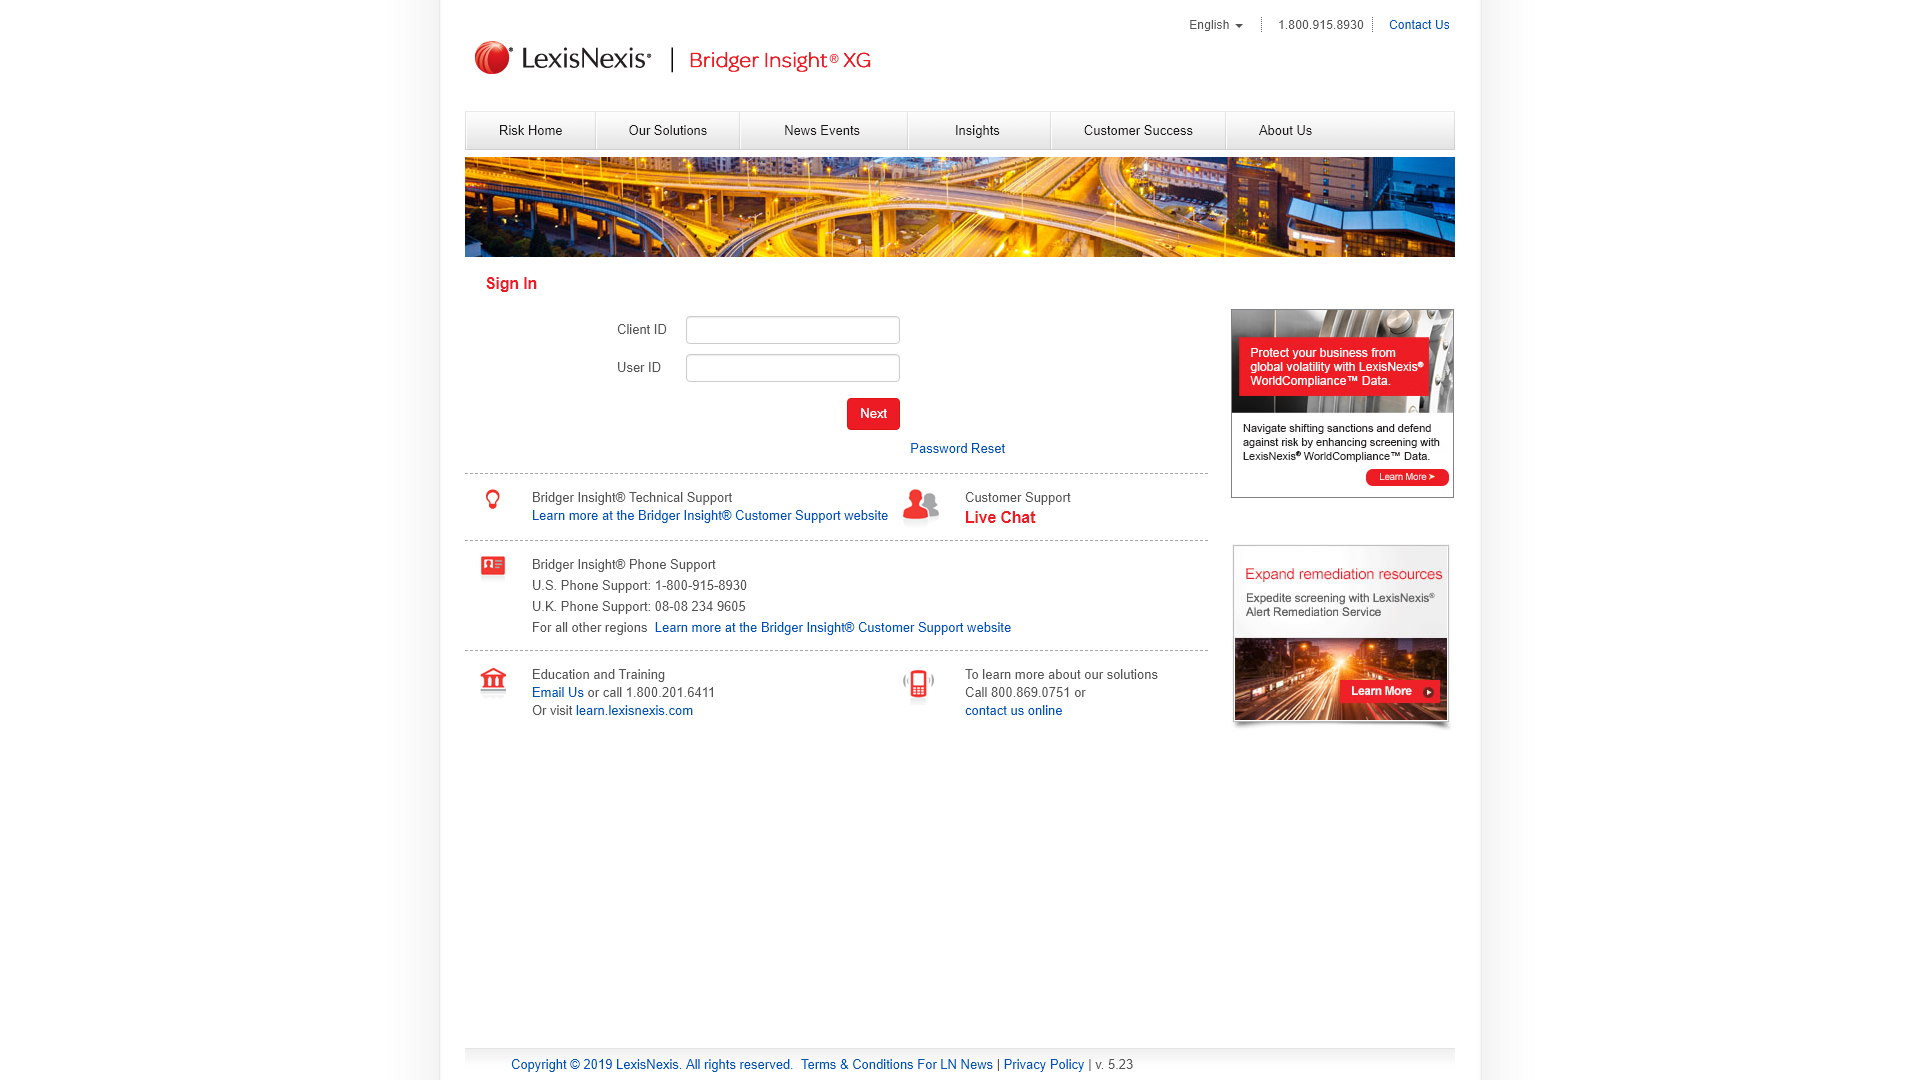 English
1.800.915.8930
Contact Us
LexisNexis® | Bridger Insight® XG
Risk Home
Our Solutions
News Events
Insights
Customer Success
About Us
Sign In
Client ID
User ID
Next
Password Reset
Protect your business from
global volatility with LexisNexis®
WorldCompliance™ Data.
Navigate shifting sanctions and defend
against risk by enhancing screening with
LexisNexis® WorldCompliance™ Data.
Learn More >
Bridger Insight® Technical Support
Learn more at the Bridger Insight® Customer Support website
Customer Support
Live Chat
Bridger Insight® Phone Support
U.S. Phone Support: 1-800-915-8930
U.K. Phone Support: 08-08 234 9605
For all other regions Learn more at the Bridger Insight® Customer Support website
Expand remediation resources
Expedite screening with LexisNexis®
Alert Remediation Service
Learn More
Education and Training
Email Us or call 1.800.201.6411
Or visit learn.lexisnexis.com
To learn more about our solutions
Call 800.869.0751 or
contact us online
Copyright © 2019 LexisNexis. All rights reserved. Terms & Conditions For LN News | Privacy Policy | v. 5.23